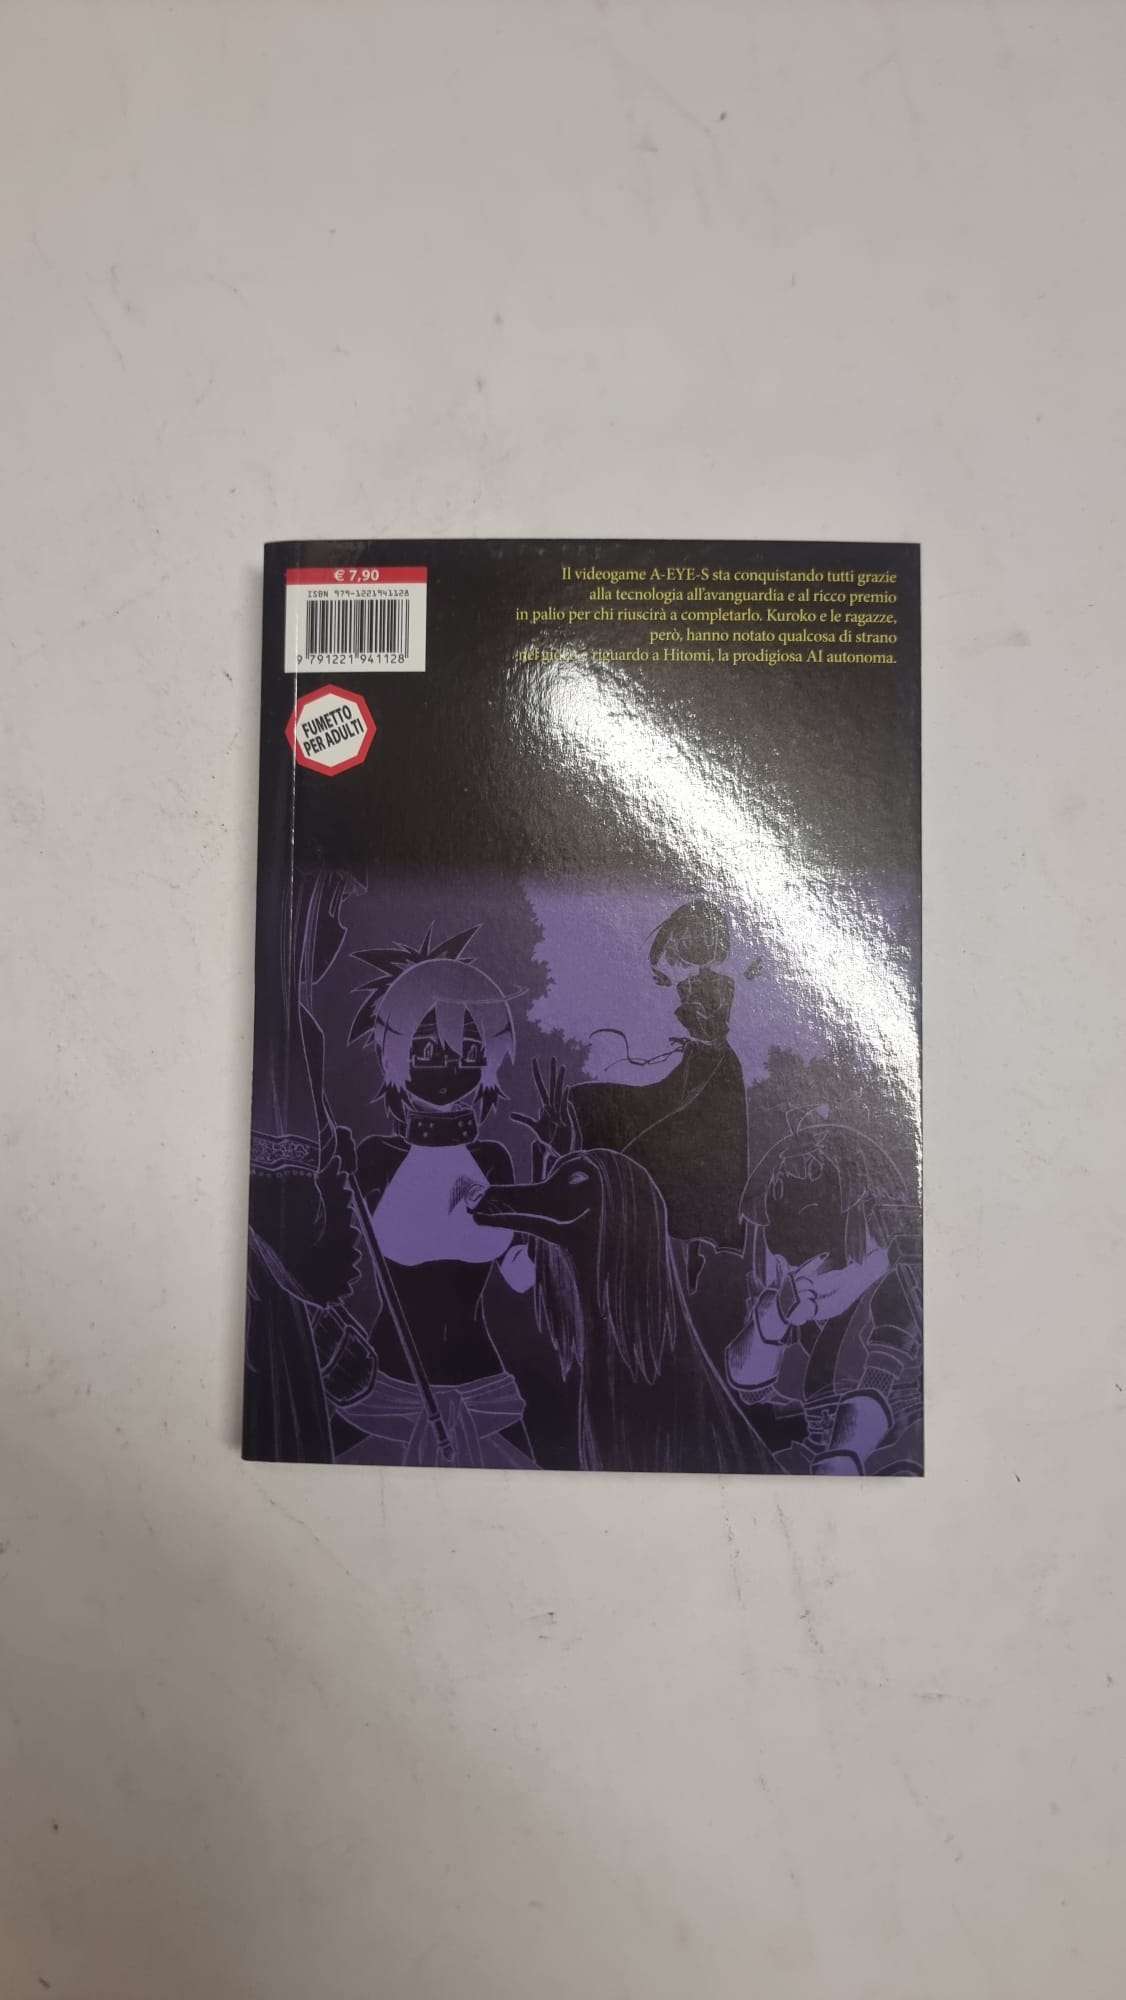 € 7,90
ISBN 979-1221941128
9 791221 941128
FUMETTO
PER ADULTI
Il videogame A-EYE-S sta conquistando tutti grazie
alla tecnologia all'avanguardia e al ricco premio
in palio per chi riuscirà a completarlo. Kuroko e le ragazze,
però, hanno notato qualcosa di strano
nel riguardo a Hitomi, la prodigiosa AI autonoma.